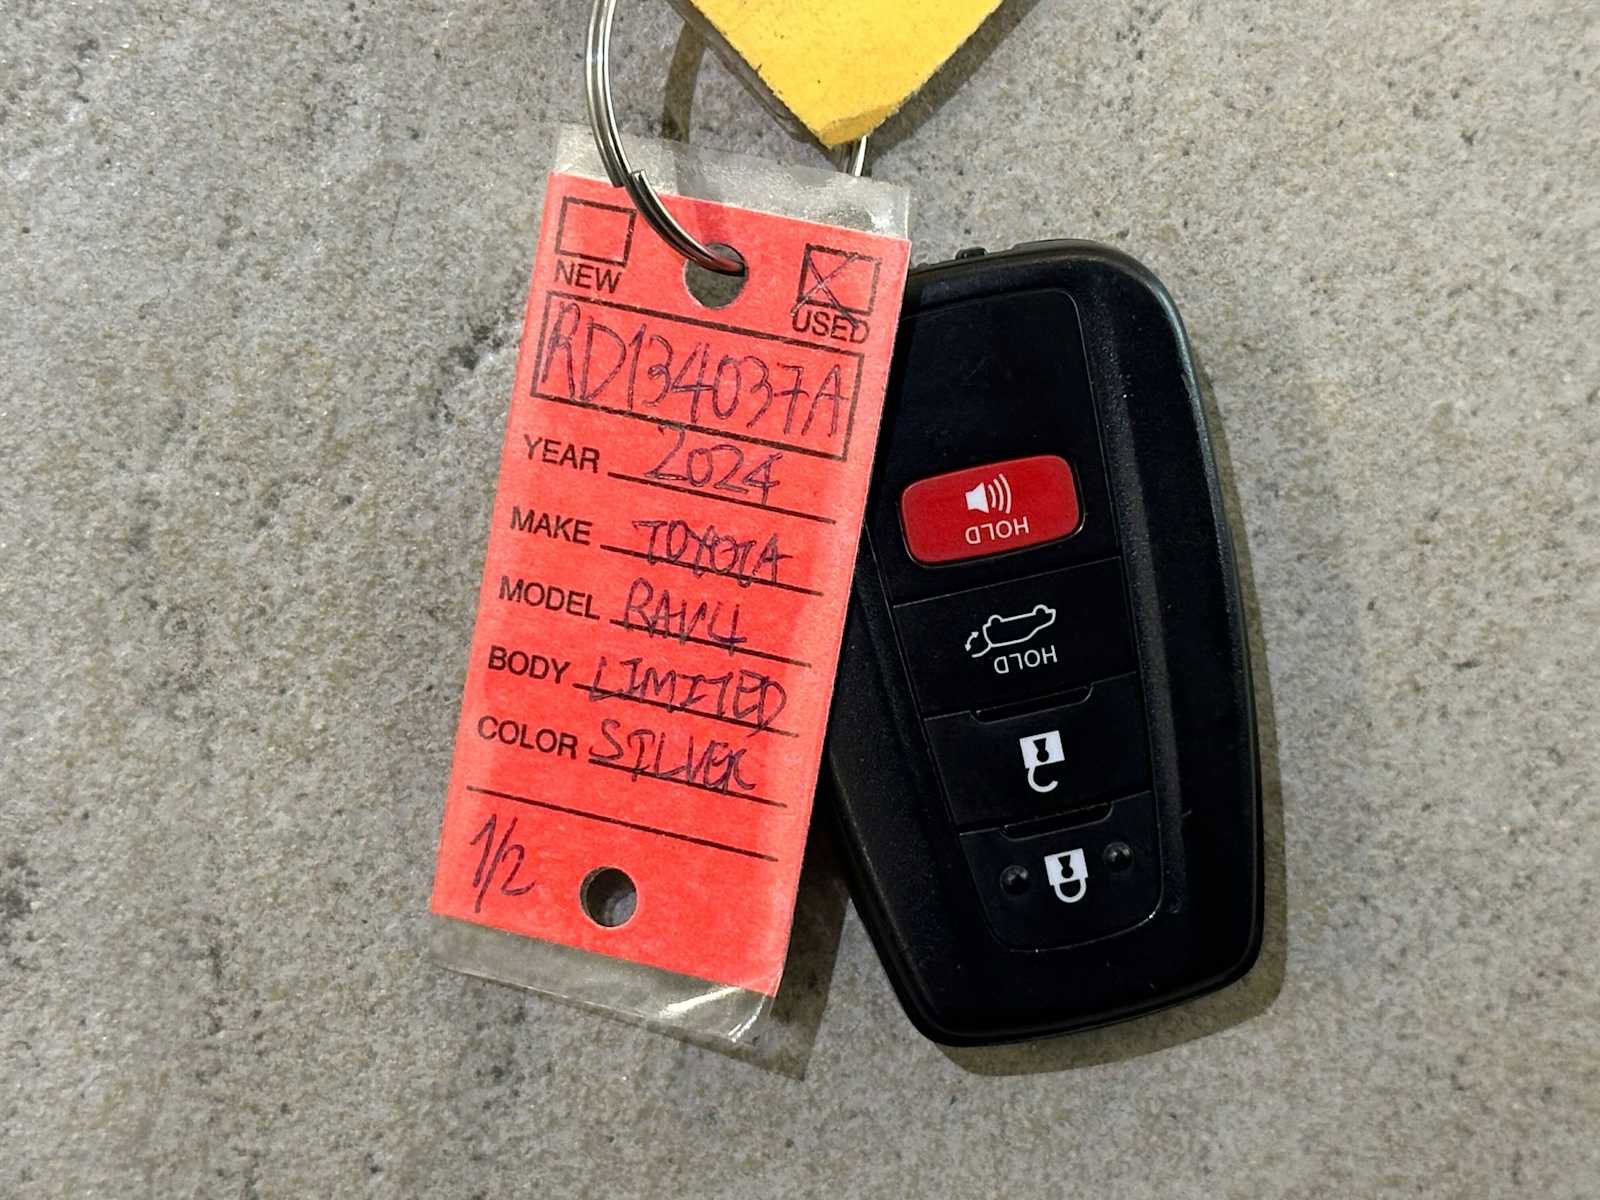 NEW
USED
RD134037A
YEAR 2024
MAKE TOYOTA
MODEL RAV4
BODY LIMITED
COLOR SILVER
1/2
HOLD
HOLD